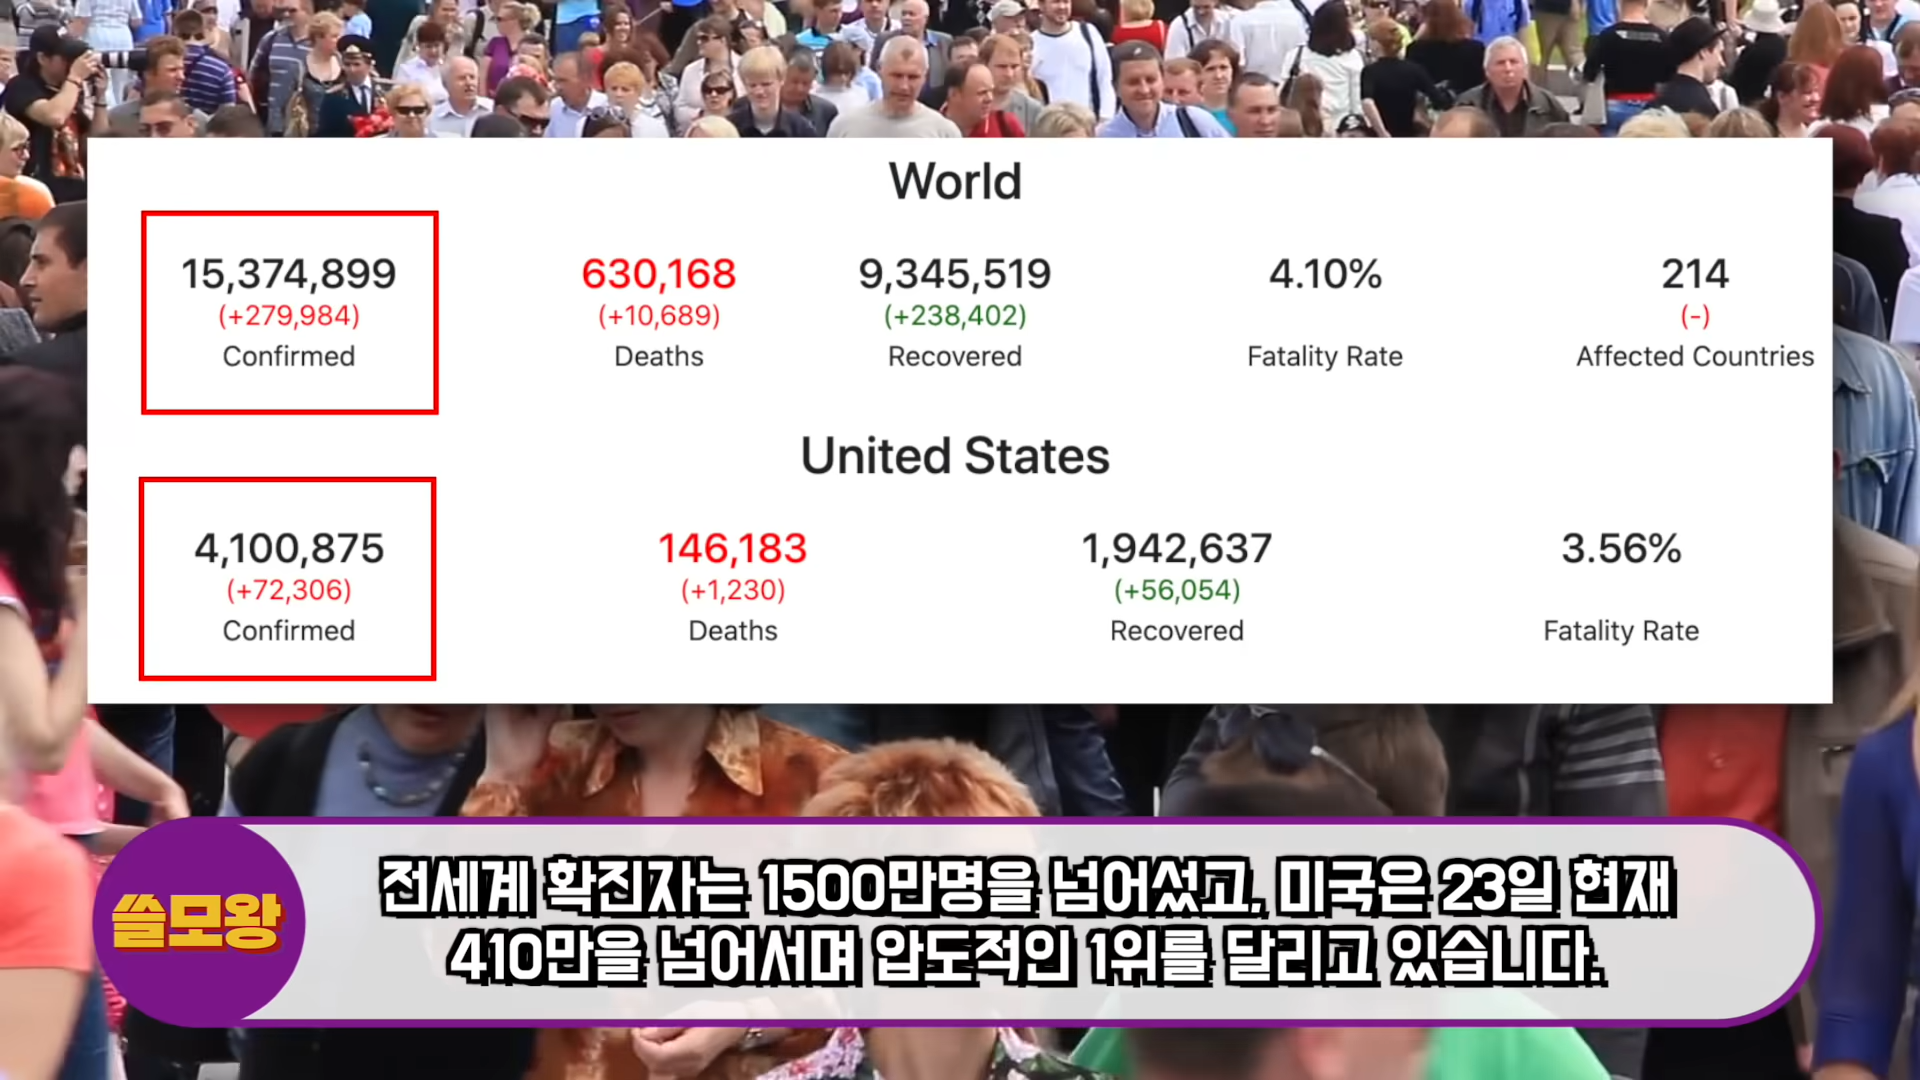 World
15,374,899
(+279,984)
Confirmed
630,168
(+10,689)
Deaths
9,345,519
(+238,402)
Recovered
4.10%
Fatality Rate
214
(-)
Affected Countries
United States
4,100,875
(+72,306)
Confirmed
146,183
(+1,230)
Deaths
1,942,637
(+56,054)
Recovered
3.56%
Fatality Rate
쓸모왕
전세계 확진자는 1500만명을 넘어섰고, 미국은 23일 현재
410만을 넘어서며 압도적인 1위를 달리고 있습니다.